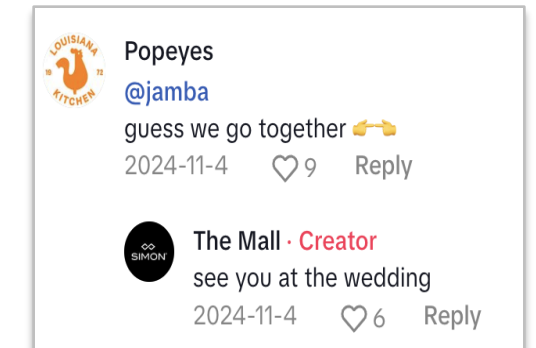 LOUISIANA
19 72
KITCHEN
Popeyes
@jamba
guess we go together 👉👈
2024-11-4 9 Reply
SIMON
The Mall · Creator
see you at the wedding
2024-11-4 6 Reply